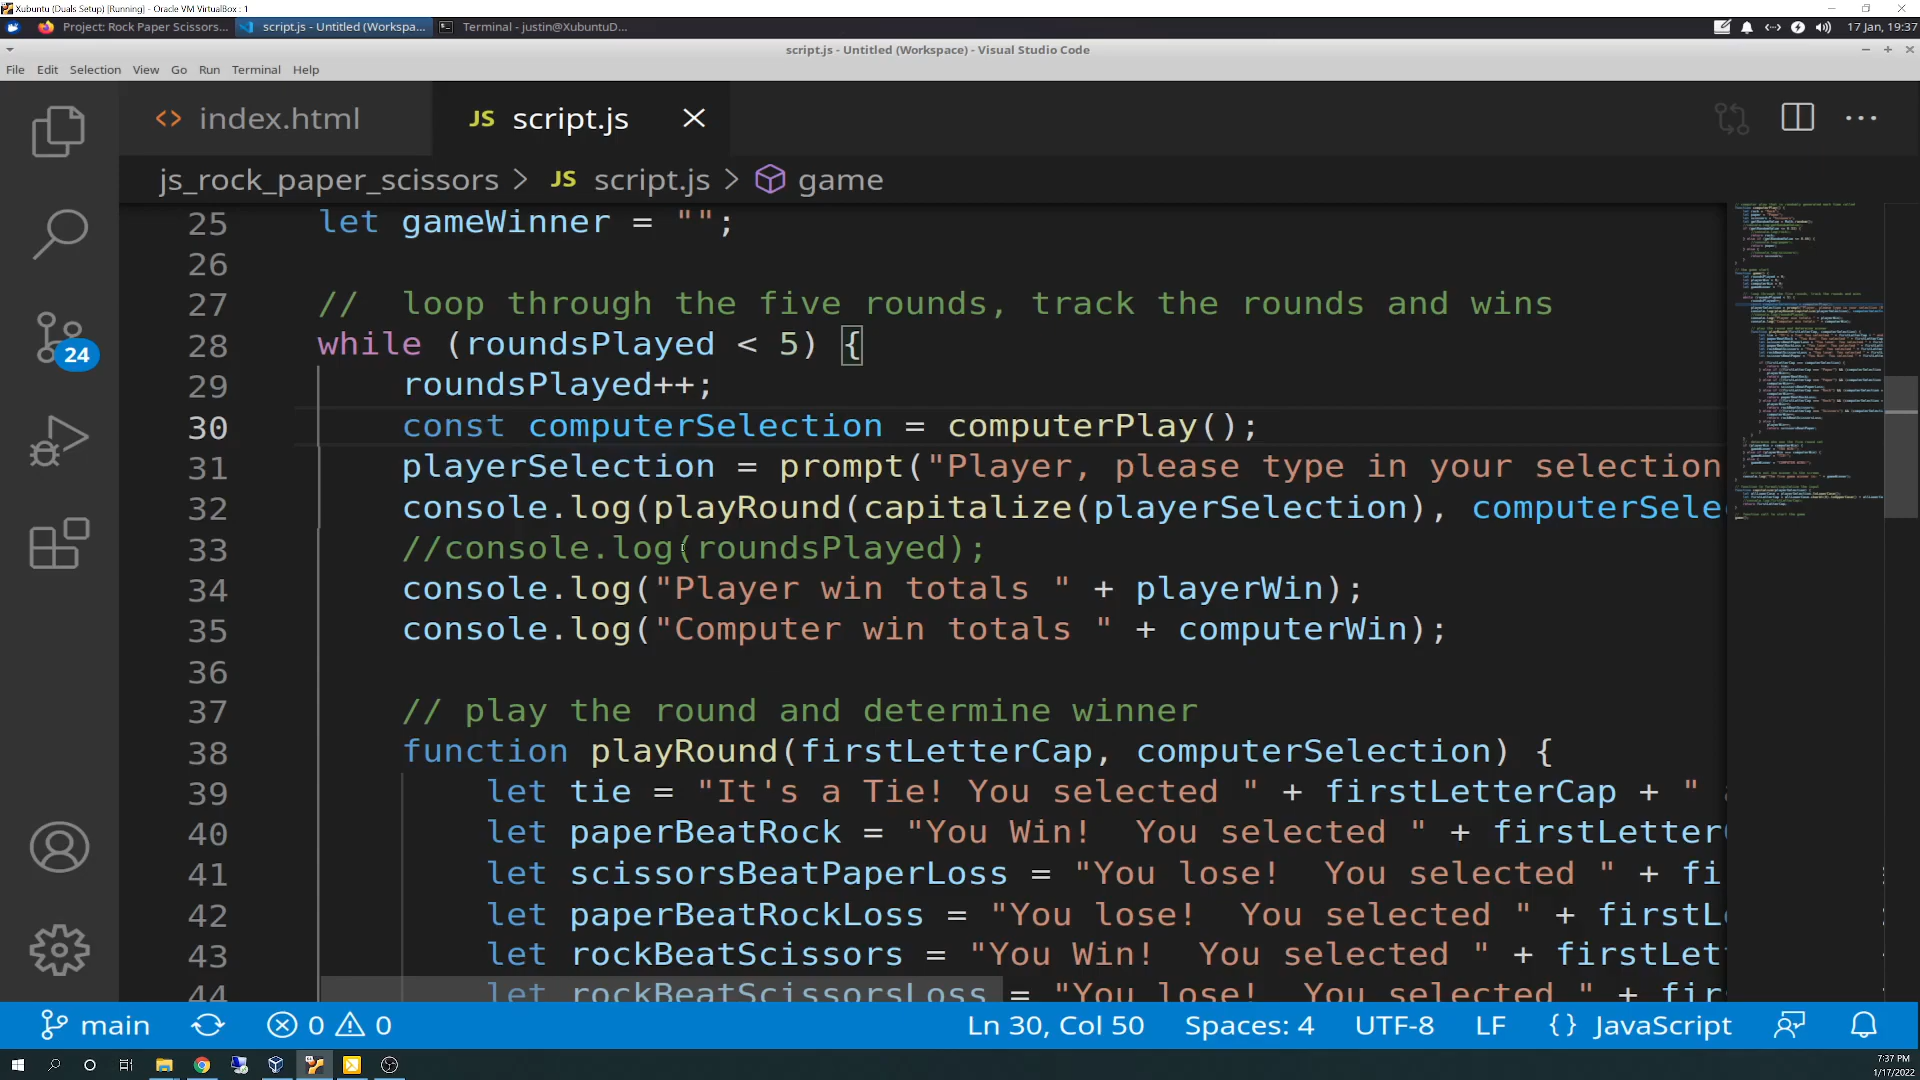 Xubuntu (Duals Setup) [Running] - Oracle VM VirtualBox : 1
Project: Rock Paper Scissors... script.js - Untitled (Workspa... Terminal - justin@XubuntuD... 17 Jan, 19:37
script.js - Untitled (Workspace) - Visual Studio Code
File Edit Selection View Go Run Terminal Help
<> index.html JS script.js
js_rock_paper_scissors > JS script.js > game
25 let gameWinner = "";
26
27 //  loop through the five rounds, track the rounds and wins
28 while (roundsPlayed < 5) {
29 roundsPlayed++;
30 const computerSelection = computerPlay();
31 playerSelection = prompt("Player, please type in your selection
32 console.log(playRound(capitalize(playerSelection), computerSele
33 //console.log(roundsPlayed);
34 console.log("Player win totals " + playerWin);
35 console.log("Computer win totals " + computerWin);
36
37 // play the round and determine winner
38 function playRound(firstLetterCap, computerSelection) {
39 let tie = "It's a Tie! You selected " + firstLetterCap + "
40 let paperBeatRock = "You Win!  You selected " + firstLetter
41 let scissorsBeatPaperLoss = "You lose!  You selected " + fi
42 let paperBeatRockLoss = "You lose!  You selected " + firstL
43 let rockBeatScissors = "You Win!  You selected " + firstLet
44 let rockBeatScissorsLoss = "You lose!  You selected " + fir
24
main 0 0 Ln 30, Col 50 Spaces: 4 UTF-8 LF {} JavaScript
7:37 PM
1/17/2022